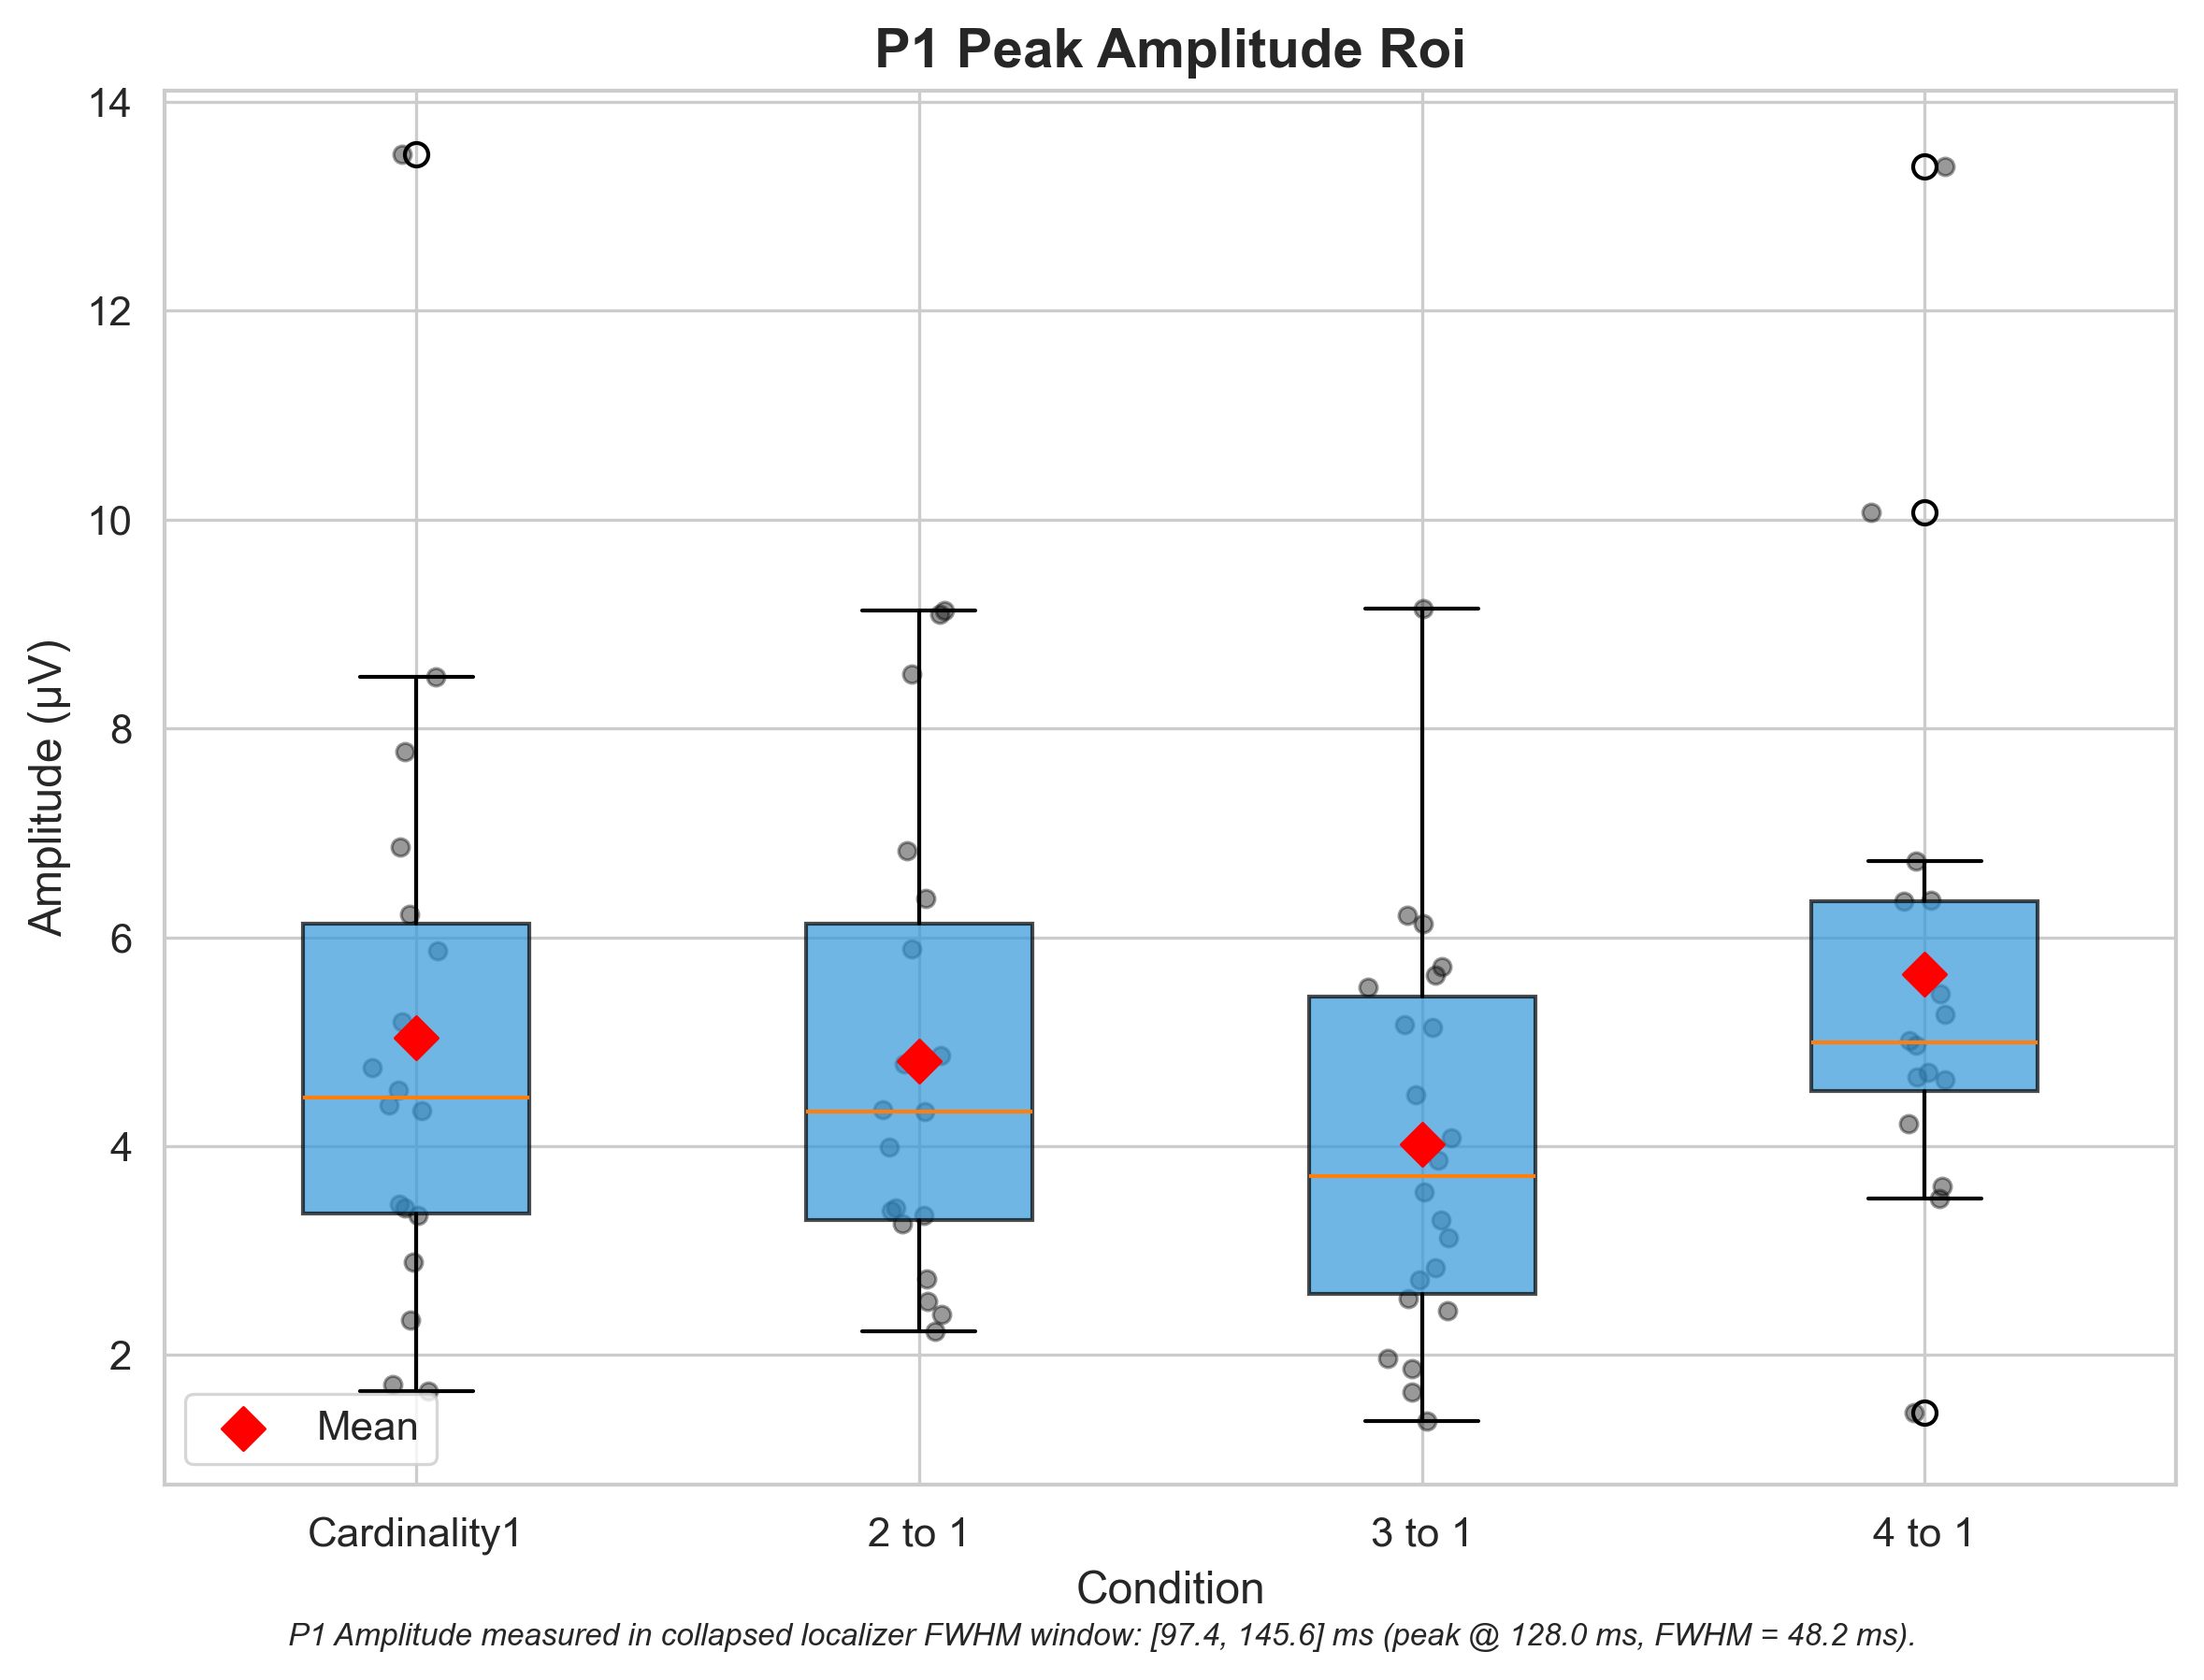 P1 Peak Amplitude Roi
14
12
10
8
6
4
2
Amplitude (µV)
Mean
Cardinality1
2 to 1
3 to 1
4 to 1
Condition
P1 Amplitude measured in collapsed localizer FWHM window: [97.4, 145.6] ms (peak @ 128.0 ms, FWHM = 48.2 ms).